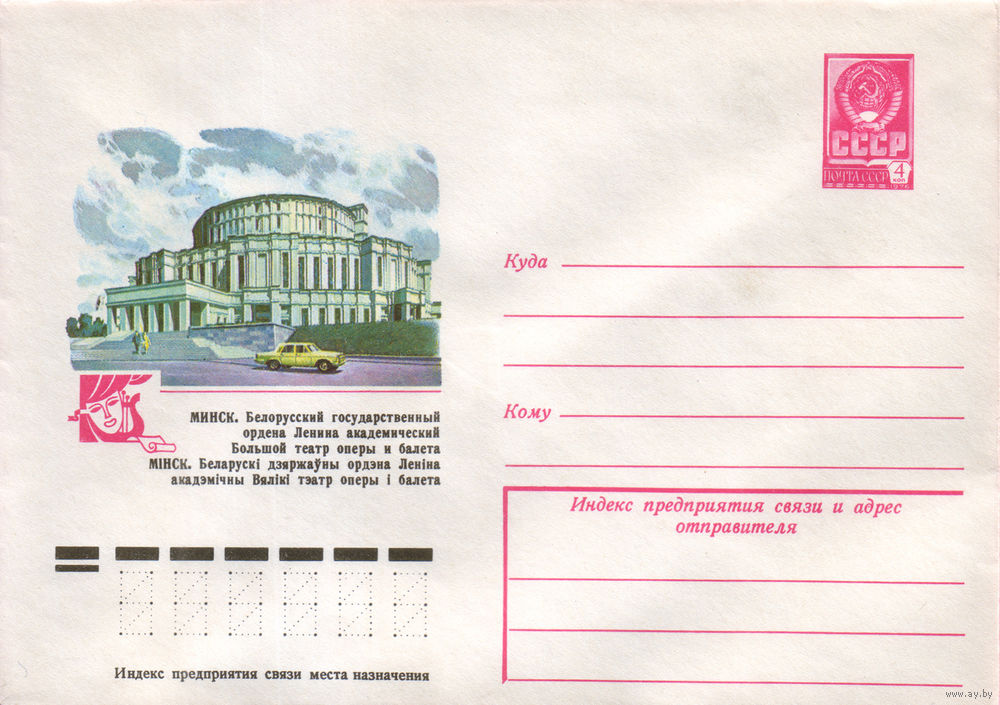 СССР
ПОЧТА СССР
4
КОП
1976
Куда
МИНСК. Белорусский государственный
ордена Ленина академический
Большой театр оперы и балета
МІНСК. Беларускі дзяржаўны ордэна Леніна
акадэмічны Вялікі тэатр оперы і балета
Кому
Индекс предприятия связи и адрес
отправителя
Индекс предприятия связи места назначения
www.ay.by